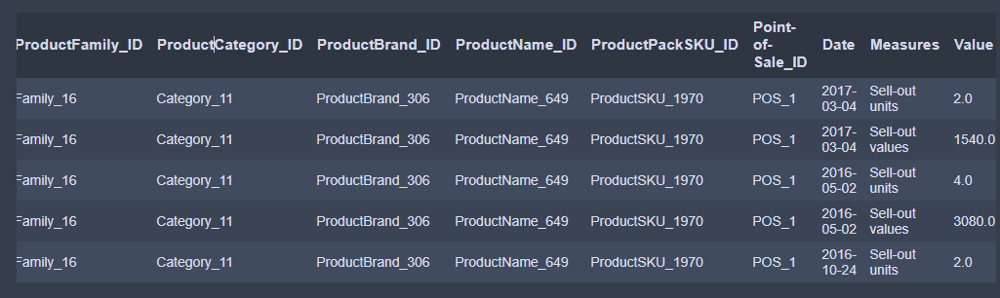 ProductFamily_ID ProductCategory_ID ProductBrand_ID ProductName_ID ProductPackSKU_ID Point-of-Sale_ID Date Measures Value
Family_16 Category_11 ProductBrand_306 ProductName_649 ProductSKU_1970 POS_1 2017-03-04 Sell-out units 2.0
Family_16 Category_11 ProductBrand_306 ProductName_649 ProductSKU_1970 POS_1 2017-03-04 Sell-out values 1540.0
Family_16 Category_11 ProductBrand_306 ProductName_649 ProductSKU_1970 POS_1 2016-05-02 Sell-out units 4.0
Family_16 Category_11 ProductBrand_306 ProductName_649 ProductSKU_1970 POS_1 2016-05-02 Sell-out values 3080.0
Family_16 Category_11 ProductBrand_306 ProductName_649 ProductSKU_1970 POS_1 2016-10-24 Sell-out units 2.0